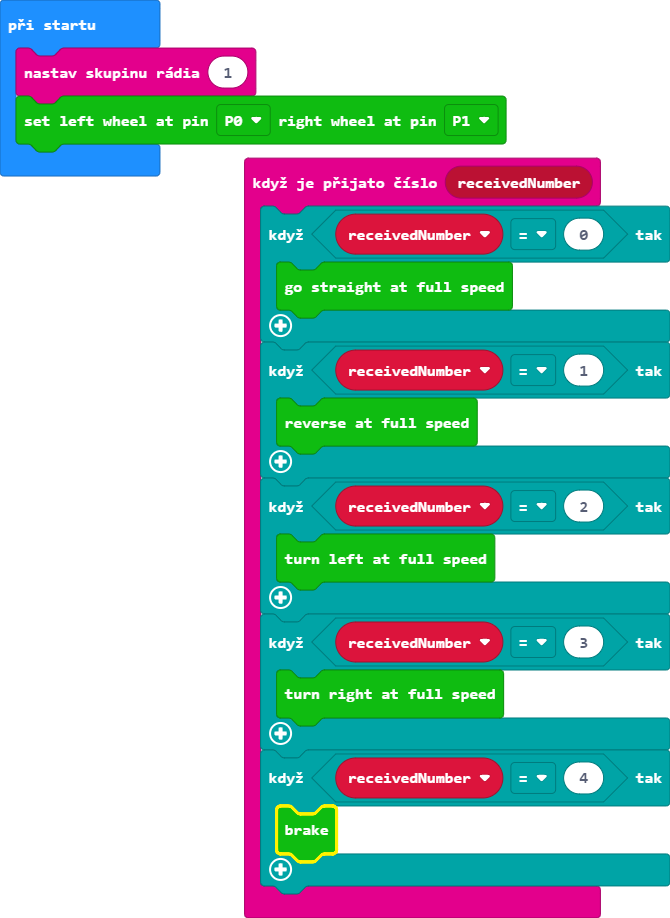 při startu
nastav skupinu rádia 1
set left wheel at pin P0 right wheel at pin P1
když je přijato číslo receivedNumber
když receivedNumber = 0 tak
go straight at full speed
když receivedNumber = 1 tak
reverse at full speed
když receivedNumber = 2 tak
turn left at full speed
když receivedNumber = 3 tak
turn right at full speed
když receivedNumber = 4 tak
brake